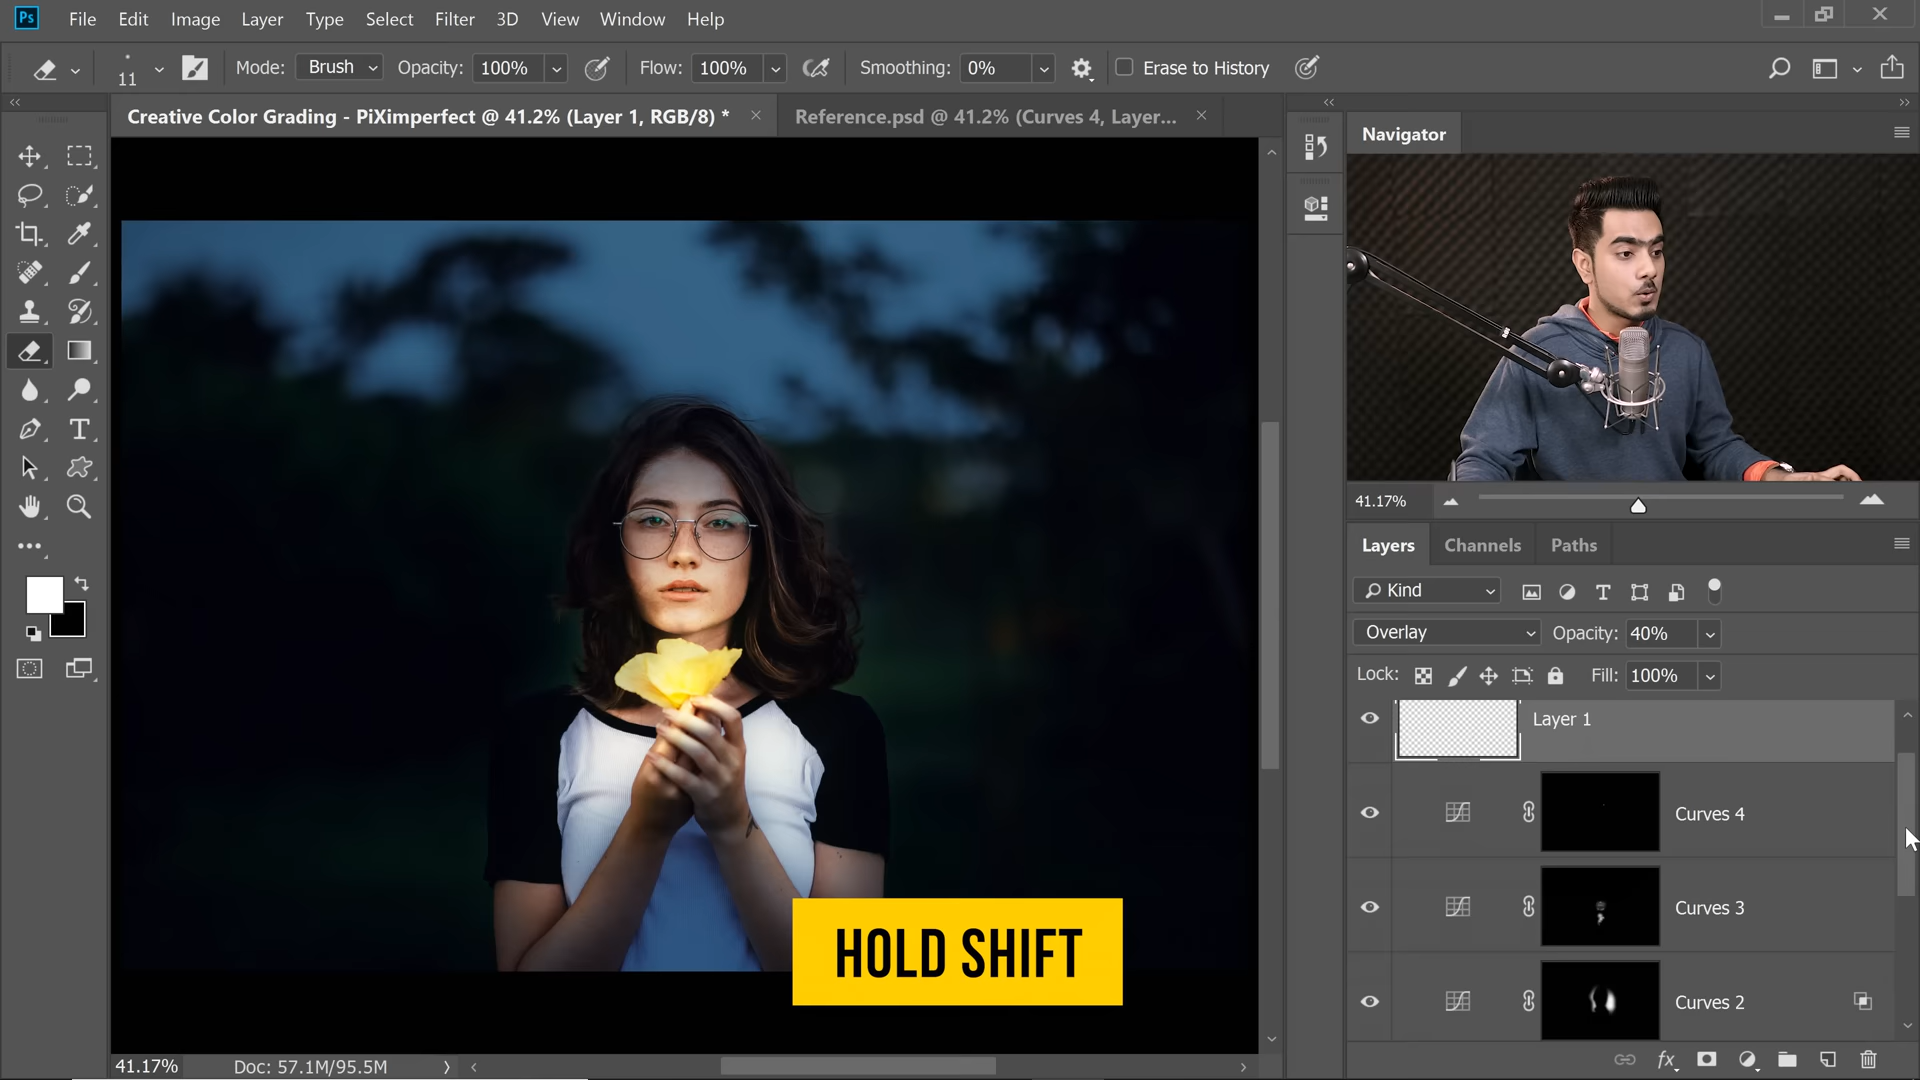 Ps File Edit Image Layer Type Select Filter 3D View Window Help
11 Mode: Brush Opacity: 100% Flow: 100% Smoothing: 0% Erase to History
Creative Color Grading - PiXimperfect @ 41.2% (Layer 1, RGB/8) *
Reference.psd @ 41.2% (Curves 4, Layer...
Navigator
41.17%
Layers Channels Paths
Kind
Overlay Opacity: 40%
Lock: Fill: 100%
Layer 1
Curves 4
Curves 3
Curves 2
fx
HOLD SHIFT
41.17% Doc: 57.1M/95.5M